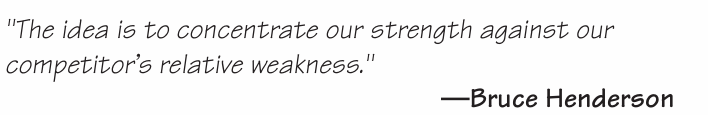 "The idea is to concentrate our strength against our
competitor’s relative weakness."
—Bruce Henderson